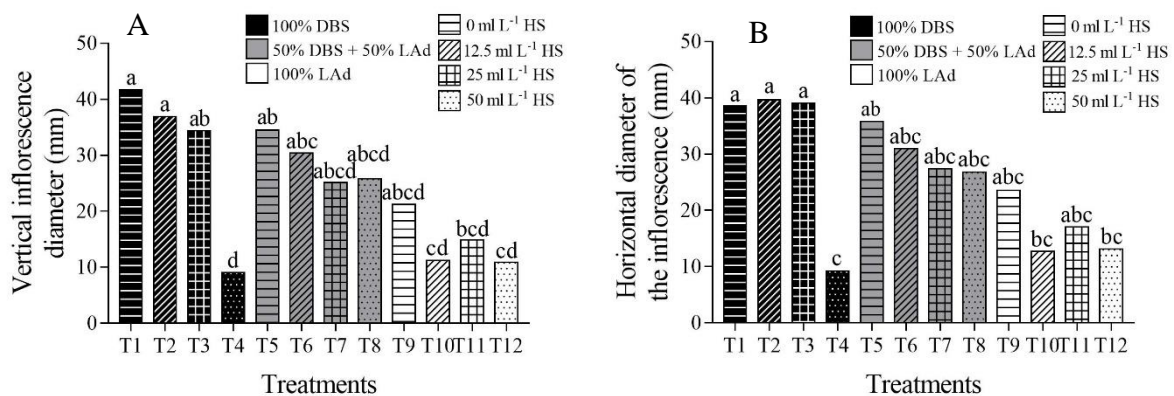 A
100% DBS
50% DBS + 50% LAd
100% LAd
0 ml L⁻¹ HS
12.5 ml L⁻¹ HS
25 ml L⁻¹ HS
50 ml L⁻¹ HS
Vertical inflorescence
diameter (mm)
50
40
30
20
10
0
a
a
ab
d
ab
abc
abcd
abcd
abcd
cd
bcd
cd
T1 T2 T3 T4 T5 T6 T7 T8 T9 T10 T11 T12
Treatments
B
100% DBS
50% DBS + 50% LAd
100% LAd
0 ml L⁻¹ HS
12.5 ml L⁻¹ HS
25 ml L⁻¹ HS
50 ml L⁻¹ HS
Horizontal diameter of
the inflorescence (mm)
50
40
30
20
10
0
a
a
a
c
ab
abc
abc
abc
abc
bc
abc
bc
T1 T2 T3 T4 T5 T6 T7 T8 T9 T10 T11 T12
Treatments